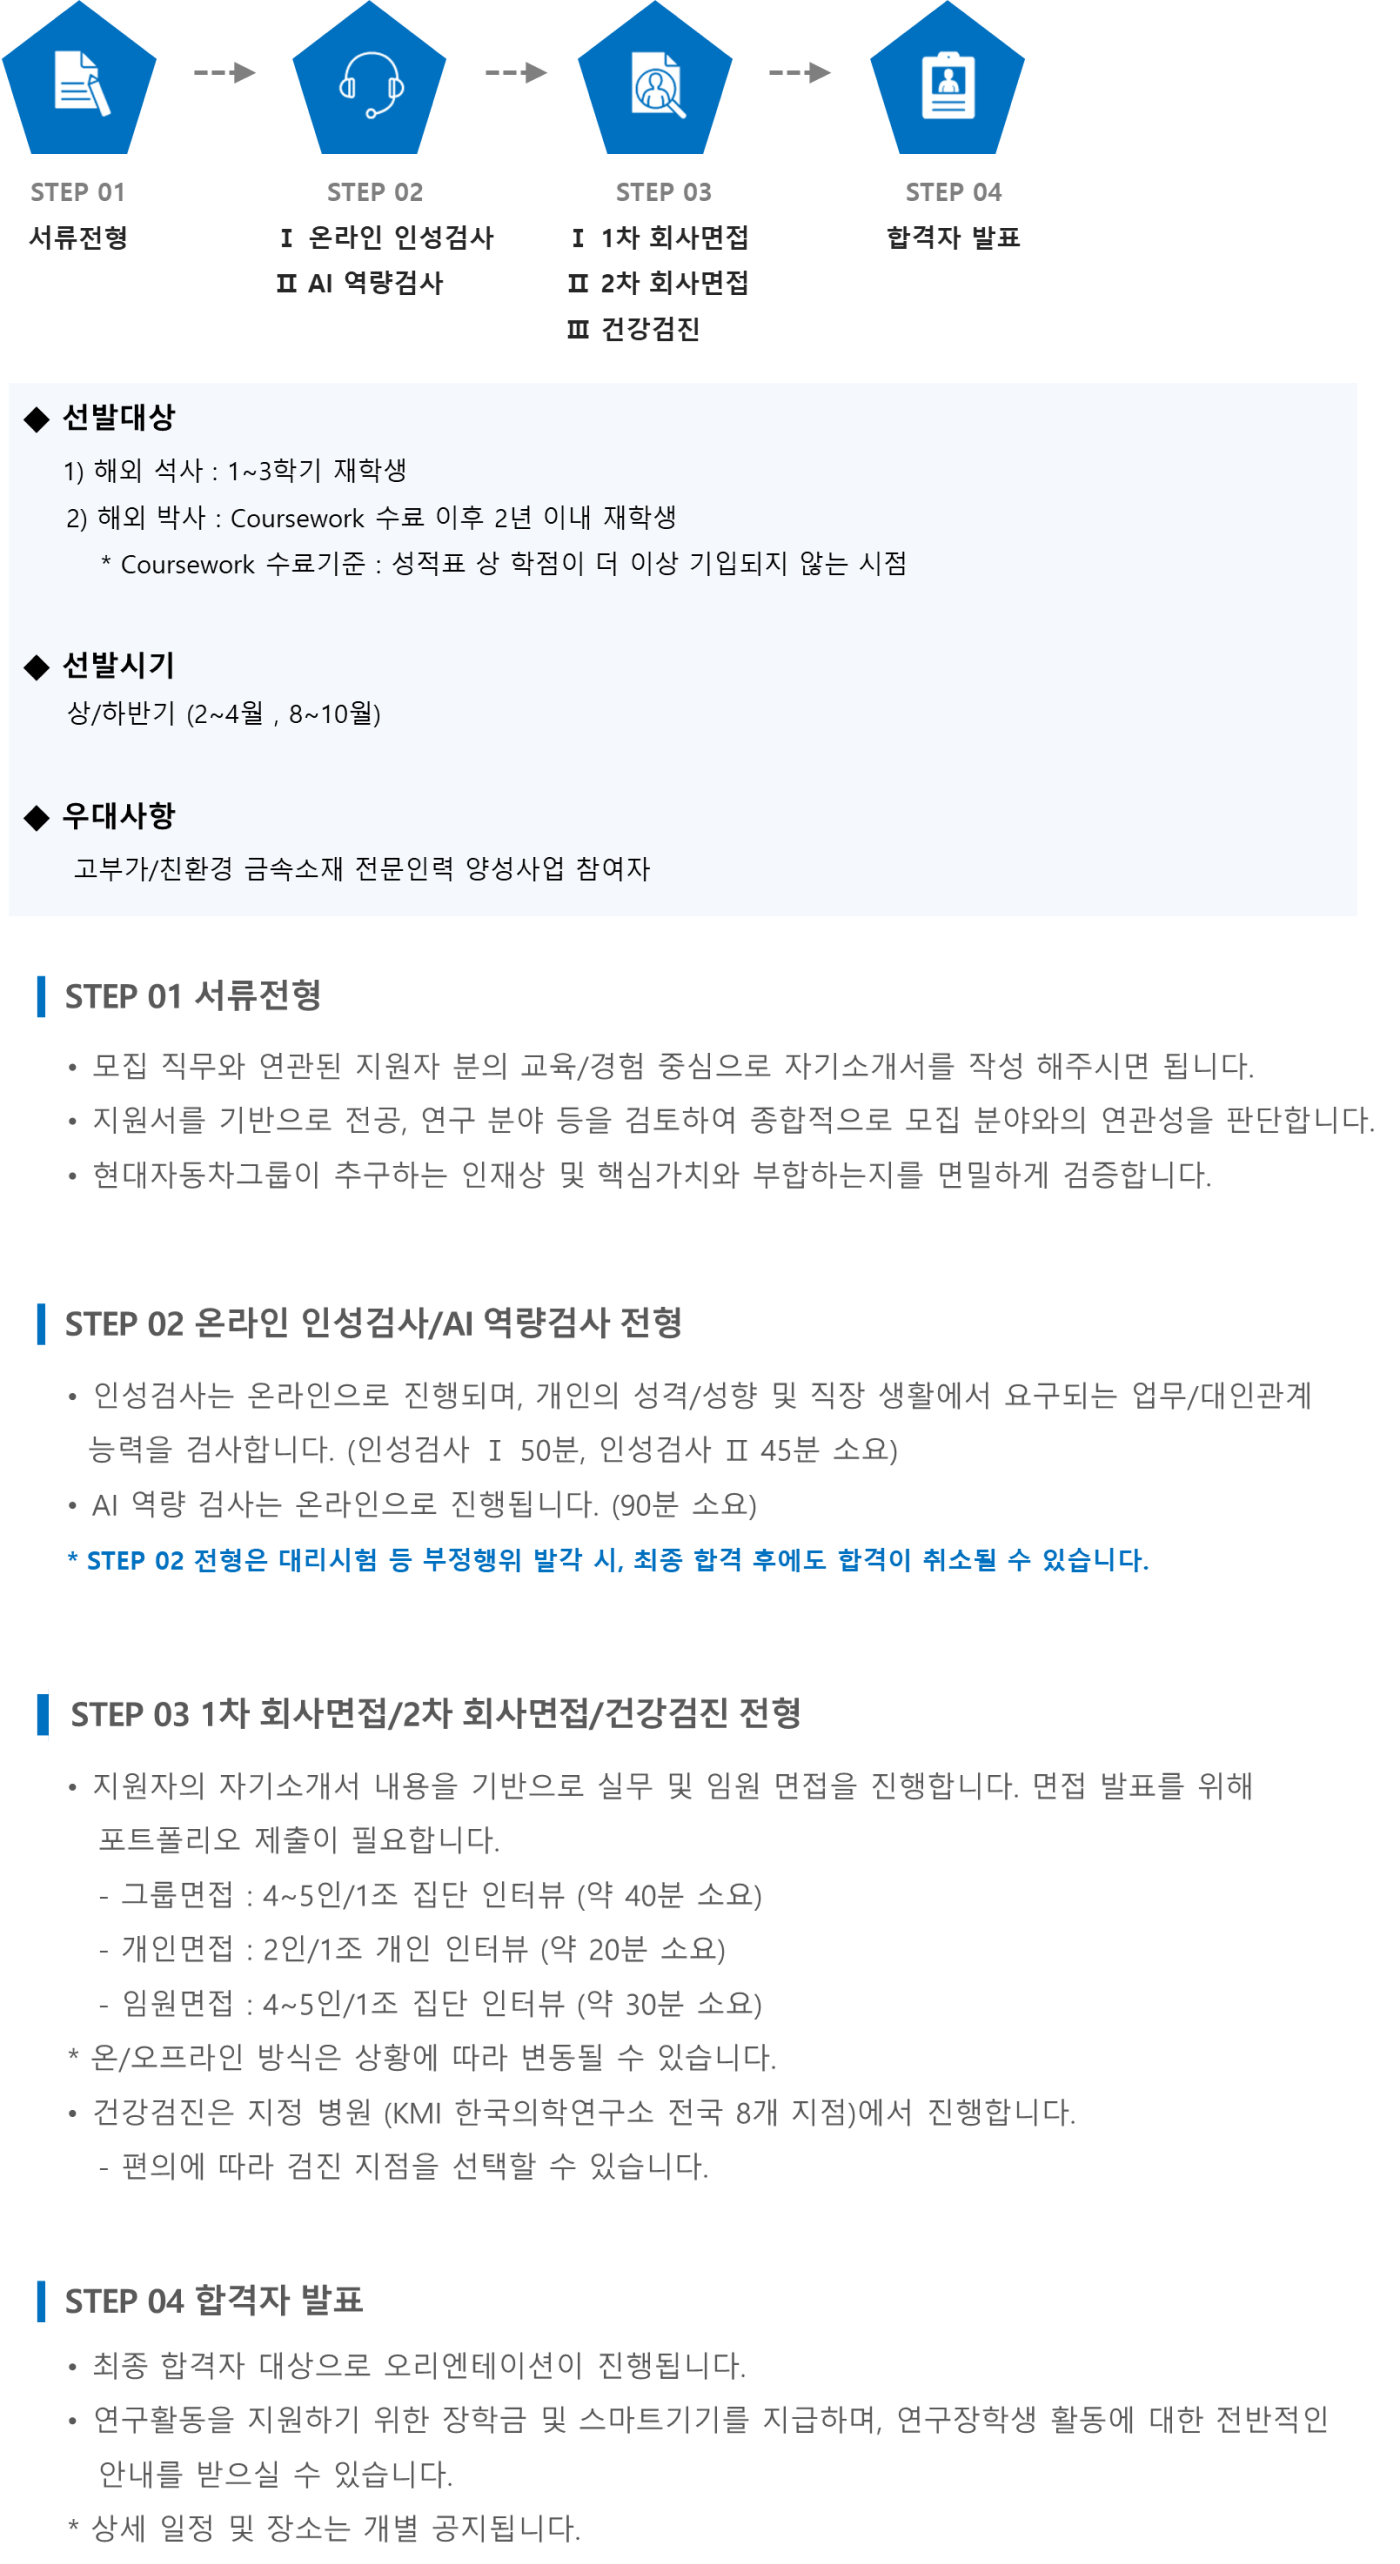 STEP 01
서류전형
STEP 02
Ⅰ 온라인 인성검사
Ⅱ AI 역량검사
STEP 03
Ⅰ 1차 회사면접
Ⅱ 2차 회사면접
Ⅲ 건강검진
STEP 04
합격자 발표
◆ 선발대상
1) 해외 석사 : 1~3학기 재학생
2) 해외 박사 : Coursework 수료 이후 2년 이내 재학생
* Coursework 수료기준 : 성적표 상 학점이 더 이상 기입되지 않는 시점
◆ 선발시기
상/하반기 (2~4월 , 8~10월)
◆ 우대사항
고부가/친환경 금속소재 전문인력 양성사업 참여자
STEP 01 서류전형
• 모집 직무와 연관된 지원자 분의 교육/경험 중심으로 자기소개서를 작성 해주시면 됩니다.
• 지원서를 기반으로 전공, 연구 분야 등을 검토하여 종합적으로 모집 분야와의 연관성을 판단합니다.
• 현대자동차그룹이 추구하는 인재상 및 핵심가치와 부합하는지를 면밀하게 검증합니다.
STEP 02 온라인 인성검사/AI 역량검사 전형
• 인성검사는 온라인으로 진행되며, 개인의 성격/성향 및 직장 생활에서 요구되는 업무/대인관계
능력을 검사합니다. (인성검사 Ⅰ 50분, 인성검사 Ⅱ 45분 소요)
• AI 역량 검사는 온라인으로 진행됩니다. (90분 소요)
* STEP 02 전형은 대리시험 등 부정행위 발각 시, 최종 합격 후에도 합격이 취소될 수 있습니다.
STEP 03 1차 회사면접/2차 회사면접/건강검진 전형
• 지원자의 자기소개서 내용을 기반으로 실무 및 임원 면접을 진행합니다. 면접 발표를 위해
포트폴리오 제출이 필요합니다.
- 그룹면접 : 4~5인/1조 집단 인터뷰 (약 40분 소요)
- 개인면접 : 2인/1조 개인 인터뷰 (약 20분 소요)
- 임원면접 : 4~5인/1조 집단 인터뷰 (약 30분 소요)
* 온/오프라인 방식은 상황에 따라 변동될 수 있습니다.
• 건강검진은 지정 병원 (KMI 한국의학연구소 전국 8개 지점)에서 진행합니다.
- 편의에 따라 검진 지점을 선택할 수 있습니다.
STEP 04 합격자 발표
• 최종 합격자 대상으로 오리엔테이션이 진행됩니다.
• 연구활동을 지원하기 위한 장학금 및 스마트기기를 지급하며, 연구장학생 활동에 대한 전반적인
안내를 받으실 수 있습니다.
* 상세 일정 및 장소는 개별 공지됩니다.